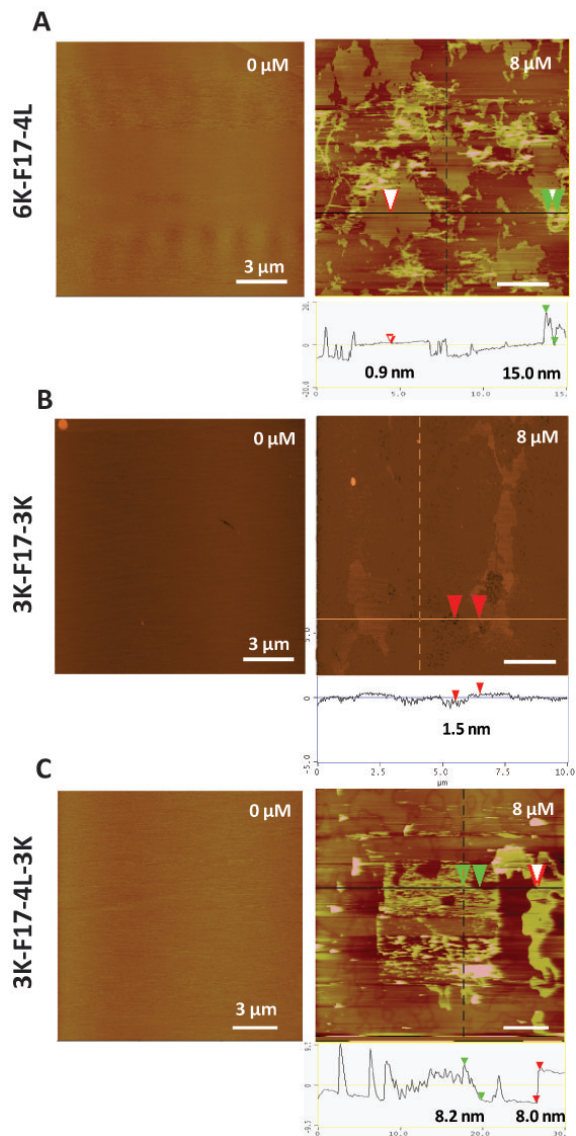 A
6K-F17-4L
0 µM
8 µM
3 µm
0.9 nm
15.0 nm
5.0
10.0
15.0
B
3K-F17-3K
0 µM
8 µM
3 µm
5.0
0
-5.0
1.5 nm
0
2.5
5.0
7.5
10.0
µm
C
3K-F17-4L-3K
0 µM
8 µM
3 µm
0
8.2 nm
8.0 nm
10.0
20.0
30.0